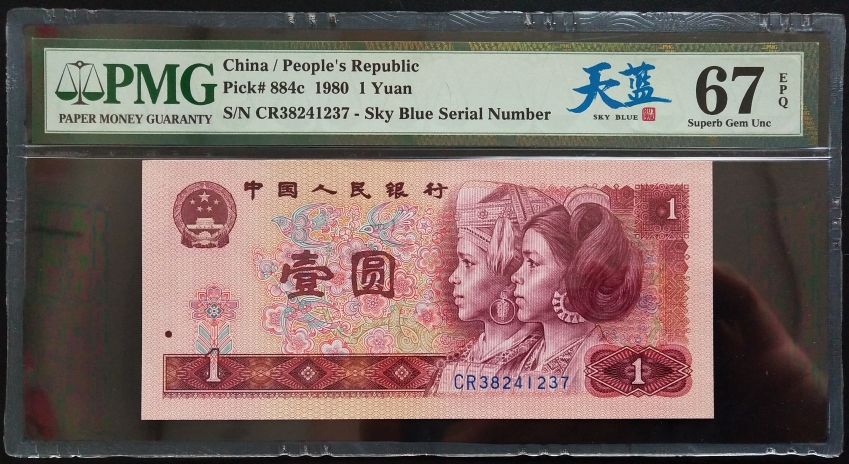 PMG
PAPER MONEY GUARANTY
China / People's Republic
Pick# 884c 1980 1 Yuan
S/N CR38241237 - Sky Blue Serial Number
天蓝
SKY BLUE
67
EPQ
Superb Gem Unc
中国人民银行
1
壹圆
CR38241237
1
1